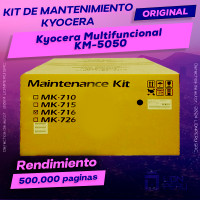 KIT DE MANTENIMIENTO
KYOCERA
ORIGINAL
Kyocera Multifuncional
KM-5050
Maintenance Kit
MK-710
MK-715
MK-716
MK-726
Rendimiento
500,000 paginas